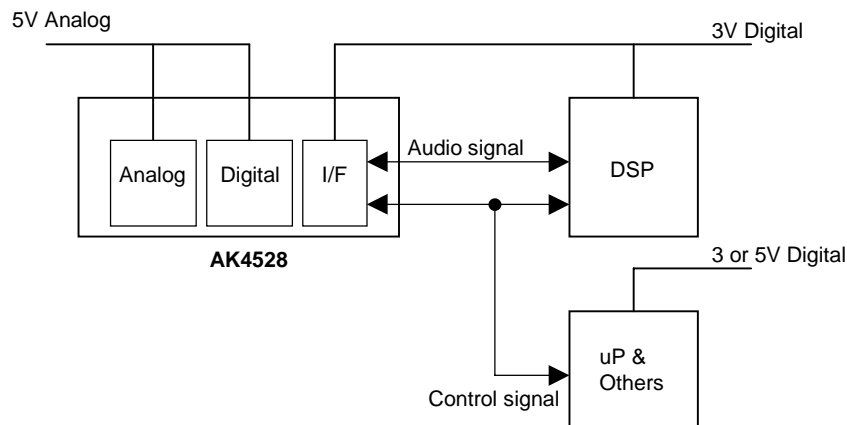 5V Analog
3V Digital
Analog
Digital
I/F
Audio signal
DSP
AK4528
3 or 5V Digital
uP &
Others
Control signal